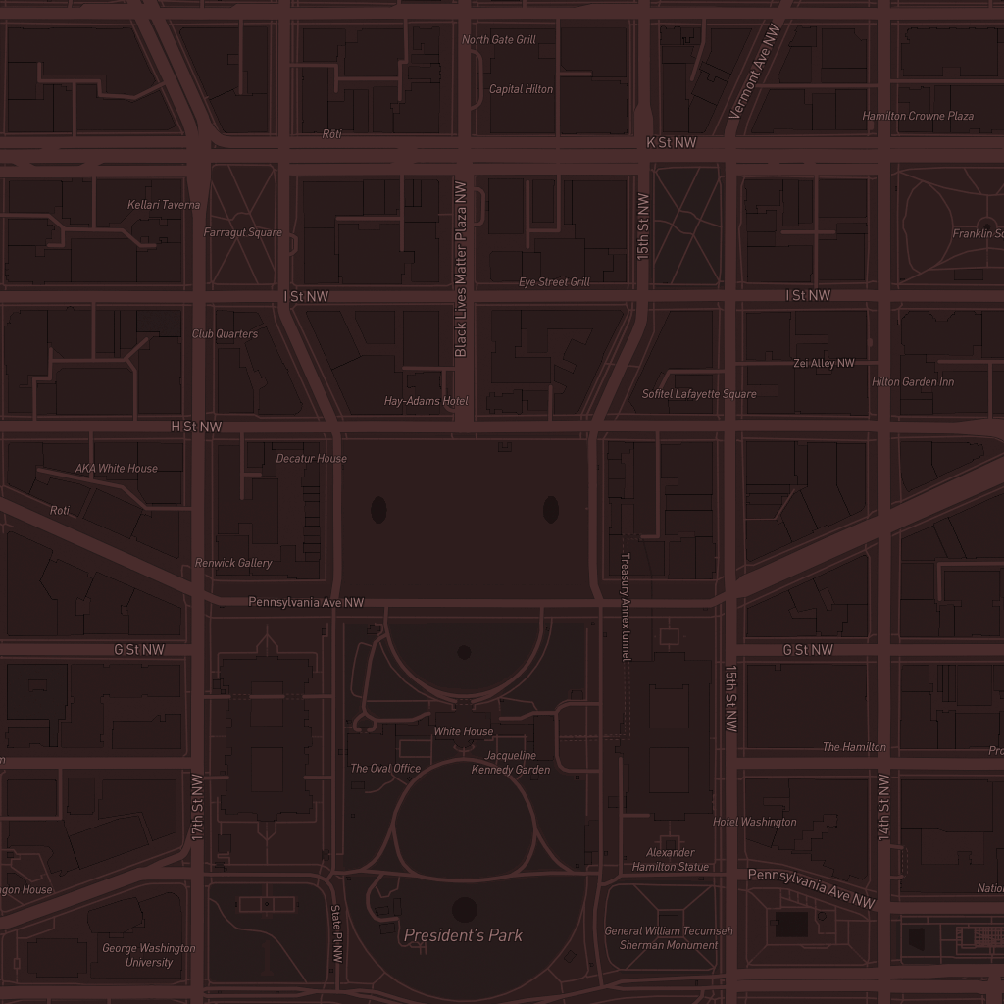 North Gate Grill
Capital Hilton
Vermont Ave NW
Hamilton Crowne Plaza
Rōti
K St NW
Kellari Taverna
Farragut Square
Black Lives Matter Plaza NW
15th St NW
Franklin Sq
Eye Street Grill
I St NW
I St NW
Club Quarters
Zei Alley NW
Hilton Garden Inn
Hay-Adams Hotel
Sofitel Lafayette Square
H St NW
Decatur House
AKA White House
Roti
Renwick Gallery
Treasury Annex tunnel
Pennsylvania Ave NW
G St NW
G St NW
15th St NW
White House
The Oval Office
Jacqueline
Kennedy Garden
The Hamilton
17th St NW
14th St NW
Hotel Washington
Alexander
Hamilton Statue
Pennsylvania Ave NW
agon House
Natio
State Pl NW
President's Park
General William Tecumseh
Sherman Monument
George Washington
University